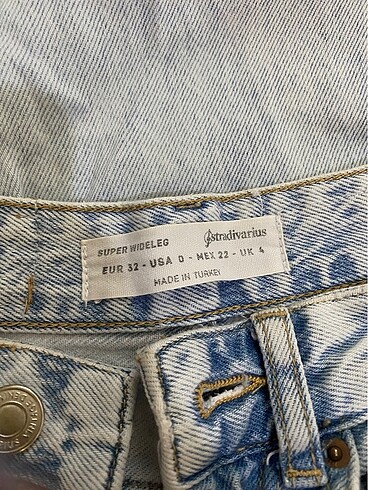 SUPER WIDELEG
stradivarius
EUR 32 - USA 0 - MEX 22 - UK 4
MADE IN TURKEY